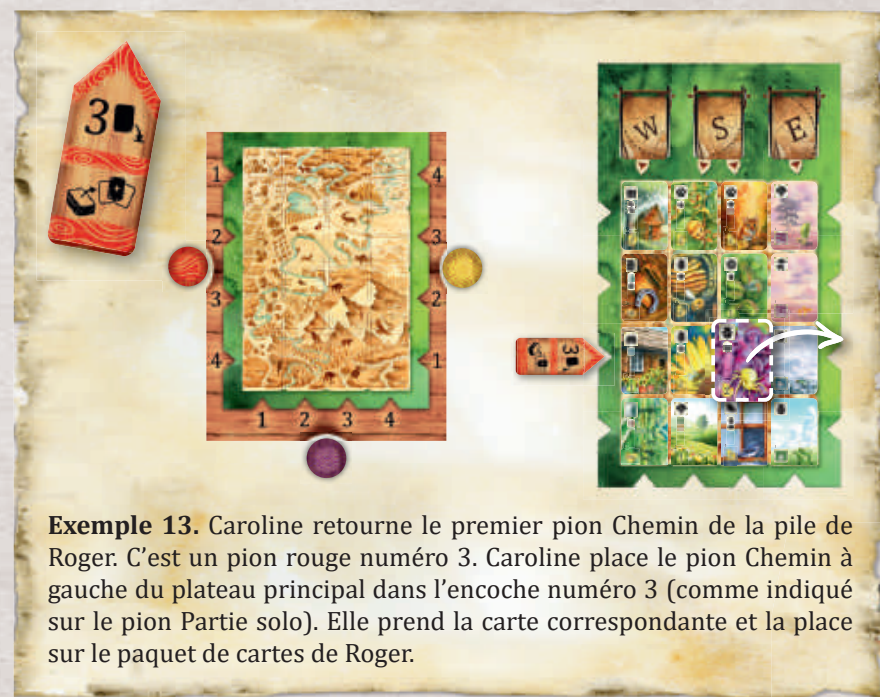 3
1
2
3
4
4
3
2
1
1 2 3 4
W S E
3
Exemple 13. Caroline retourne le premier pion Chemin de la pile de
Roger. C'est un pion rouge numéro 3. Caroline place le pion Chemin à
gauche du plateau principal dans l'encoche numéro 3 (comme indiqué
sur le pion Partie solo). Elle prend la carte correspondante et la place
sur le paquet de cartes de Roger.